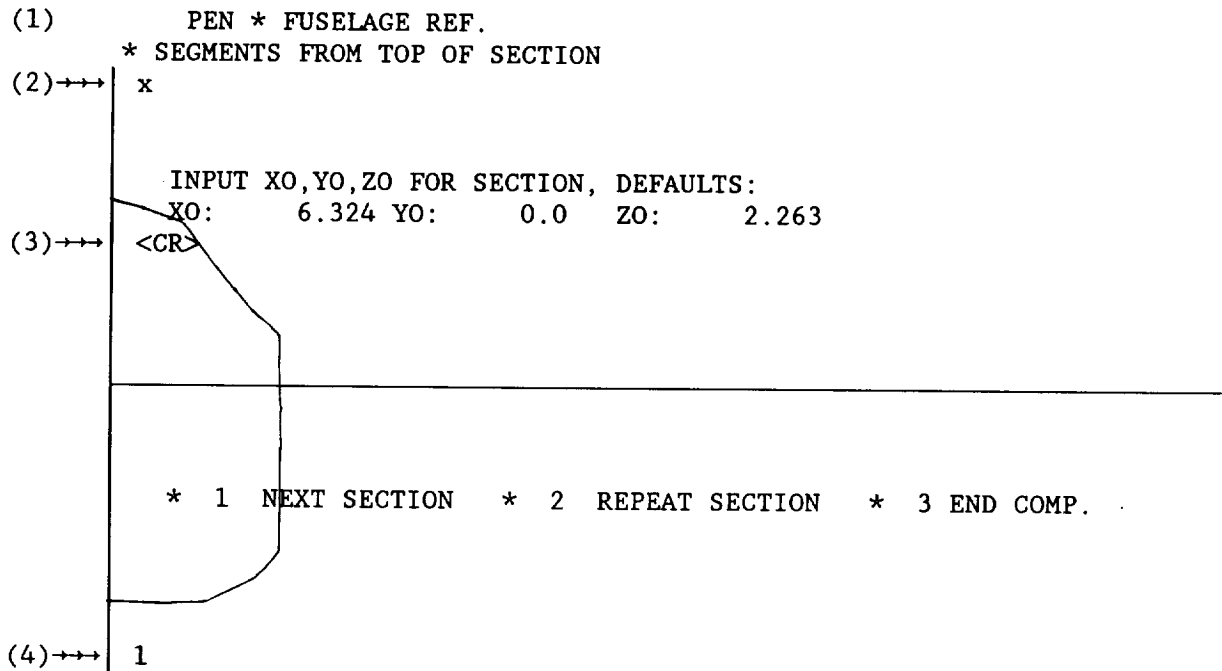 (1) PEN * FUSELAGE REF.
* SEGMENTS FROM TOP OF SECTION
(2) x
INPUT XO,YO,ZO FOR SECTION, DEFAULTS:
XO: 6.324 YO: 0.0 ZO: 2.263
(3) <CR>
* 1 NEXT SECTION * 2 REPEAT SECTION * 3 END COMP.
(4) 1